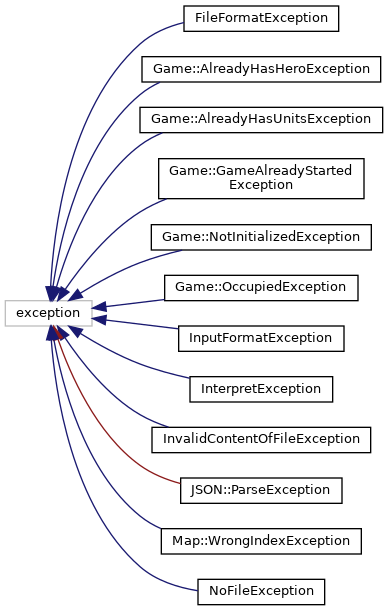 FileFormatException
Game::AlreadyHasHeroException
Game::AlreadyHasUnitsException
Game::GameAlreadyStarted
Exception
Game::NotInitializedException
Game::OccupiedException
exception
InputFormatException
InterpretException
InvalidContentOfFileException
JSON::ParseException
Map::WrongIndexException
NoFileException